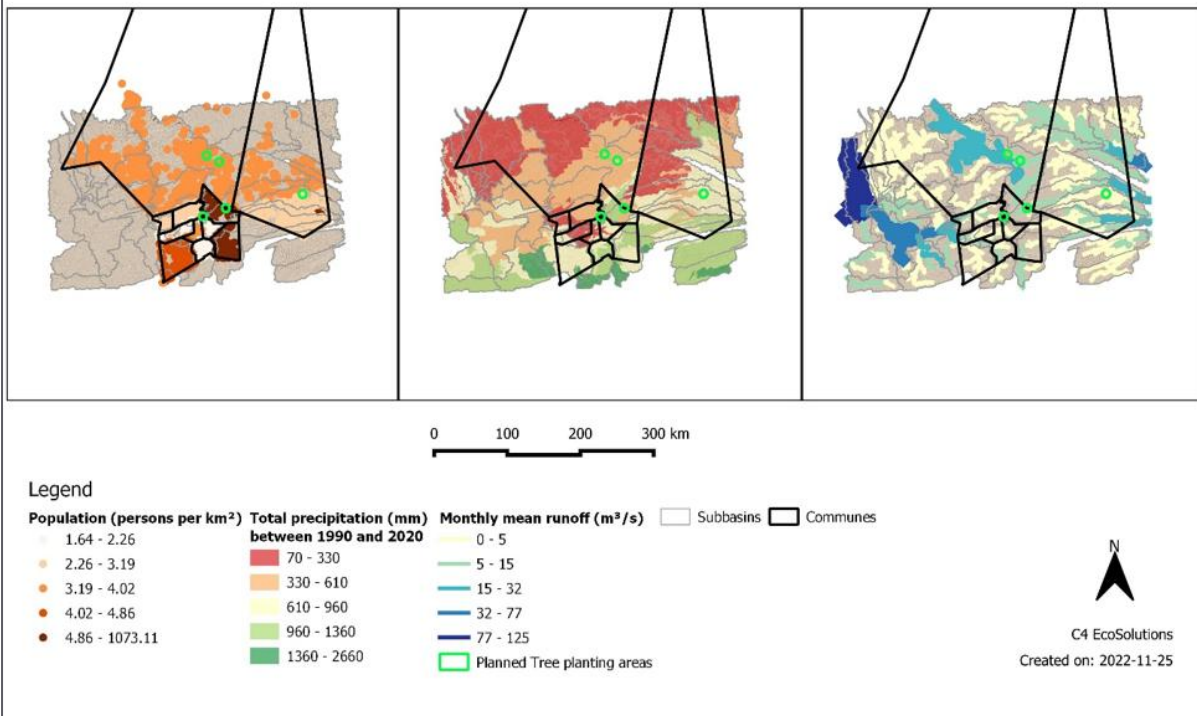 0 100 200 300 km
Legend
Population (persons per km²)
1.64 - 2.26
2.26 - 3.19
3.19 - 4.02
4.02 - 4.86
4.86 - 1073.11
Total precipitation (mm)
between 1990 and 2020
70 - 330
330 - 610
610 - 960
960 - 1360
1360 - 2660
Monthly mean runoff (m³/s)
0 - 5
5 - 15
15 - 32
32 - 77
77 - 125
Planned Tree planting areas
Subbasins
Communes
N
C4 EcoSolutions
Created on: 2022-11-25